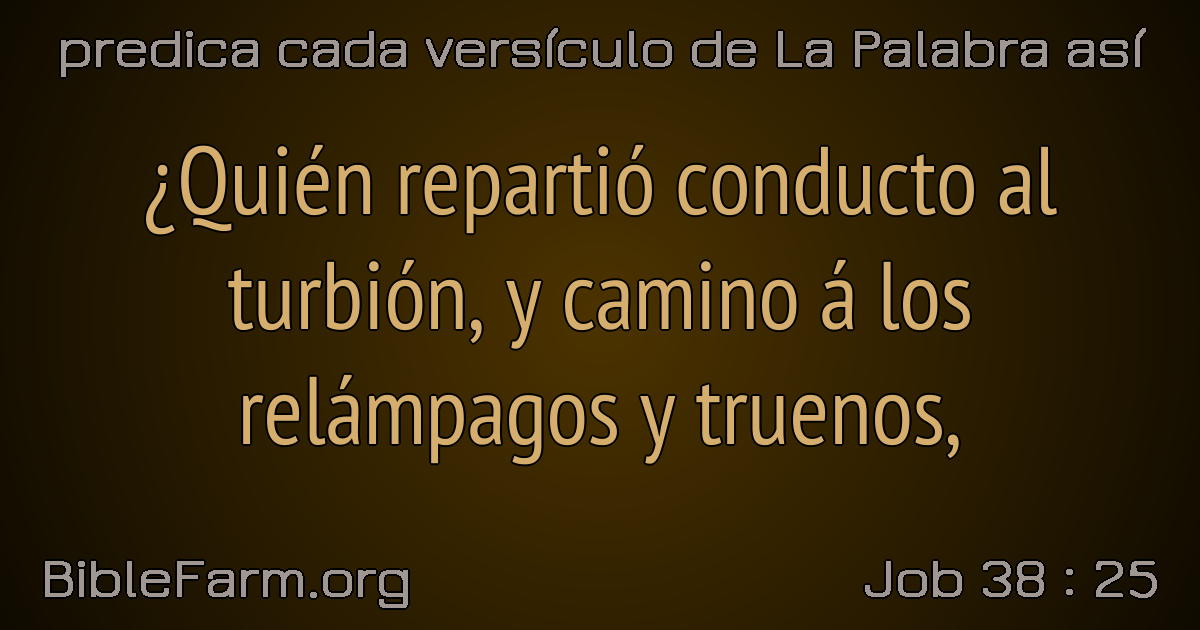 predica cada versículo de La Palabra así
¿Quién repartió conducto al
turbión, y camino á los
relámpagos y truenos,
BibleFarm.org
Job 38 : 25